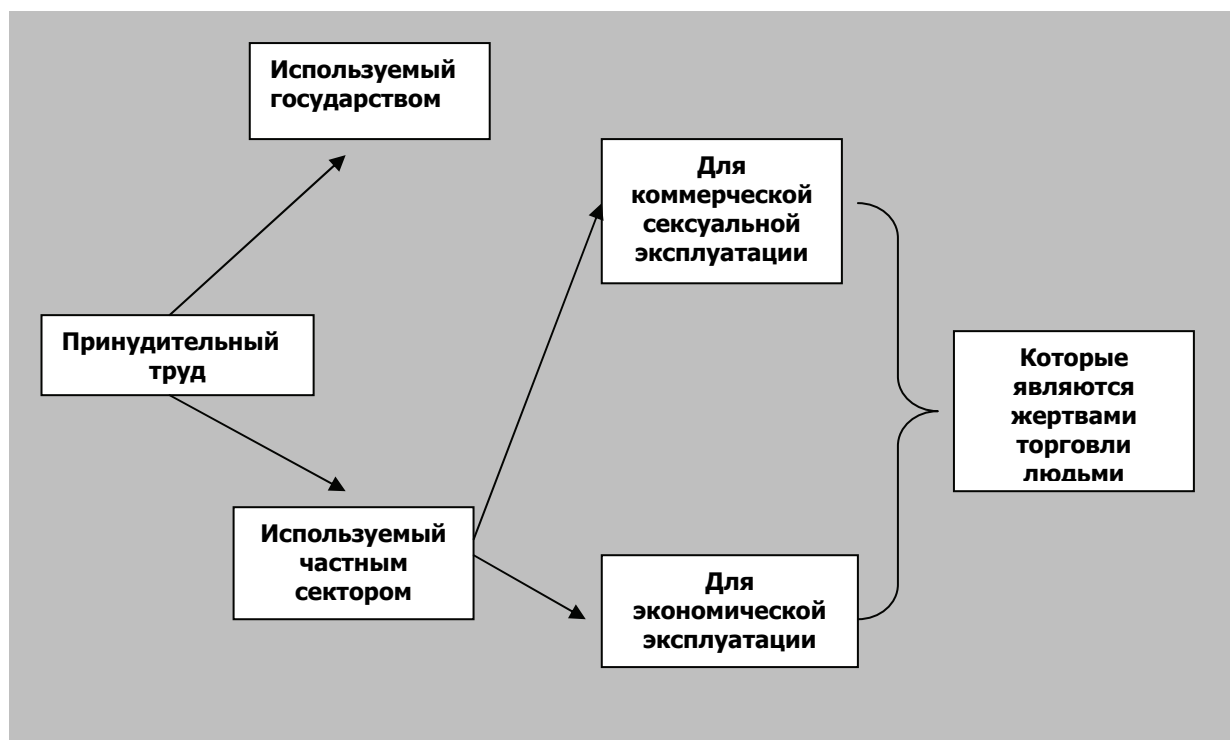 Используемый
государством
Для
коммерческой
сексуальной
эксплуатации
Принудительный
труд
Которые
являются
жертвами
торговли
людьми
Используемый
частным
сектором
Для
экономической
эксплуатации